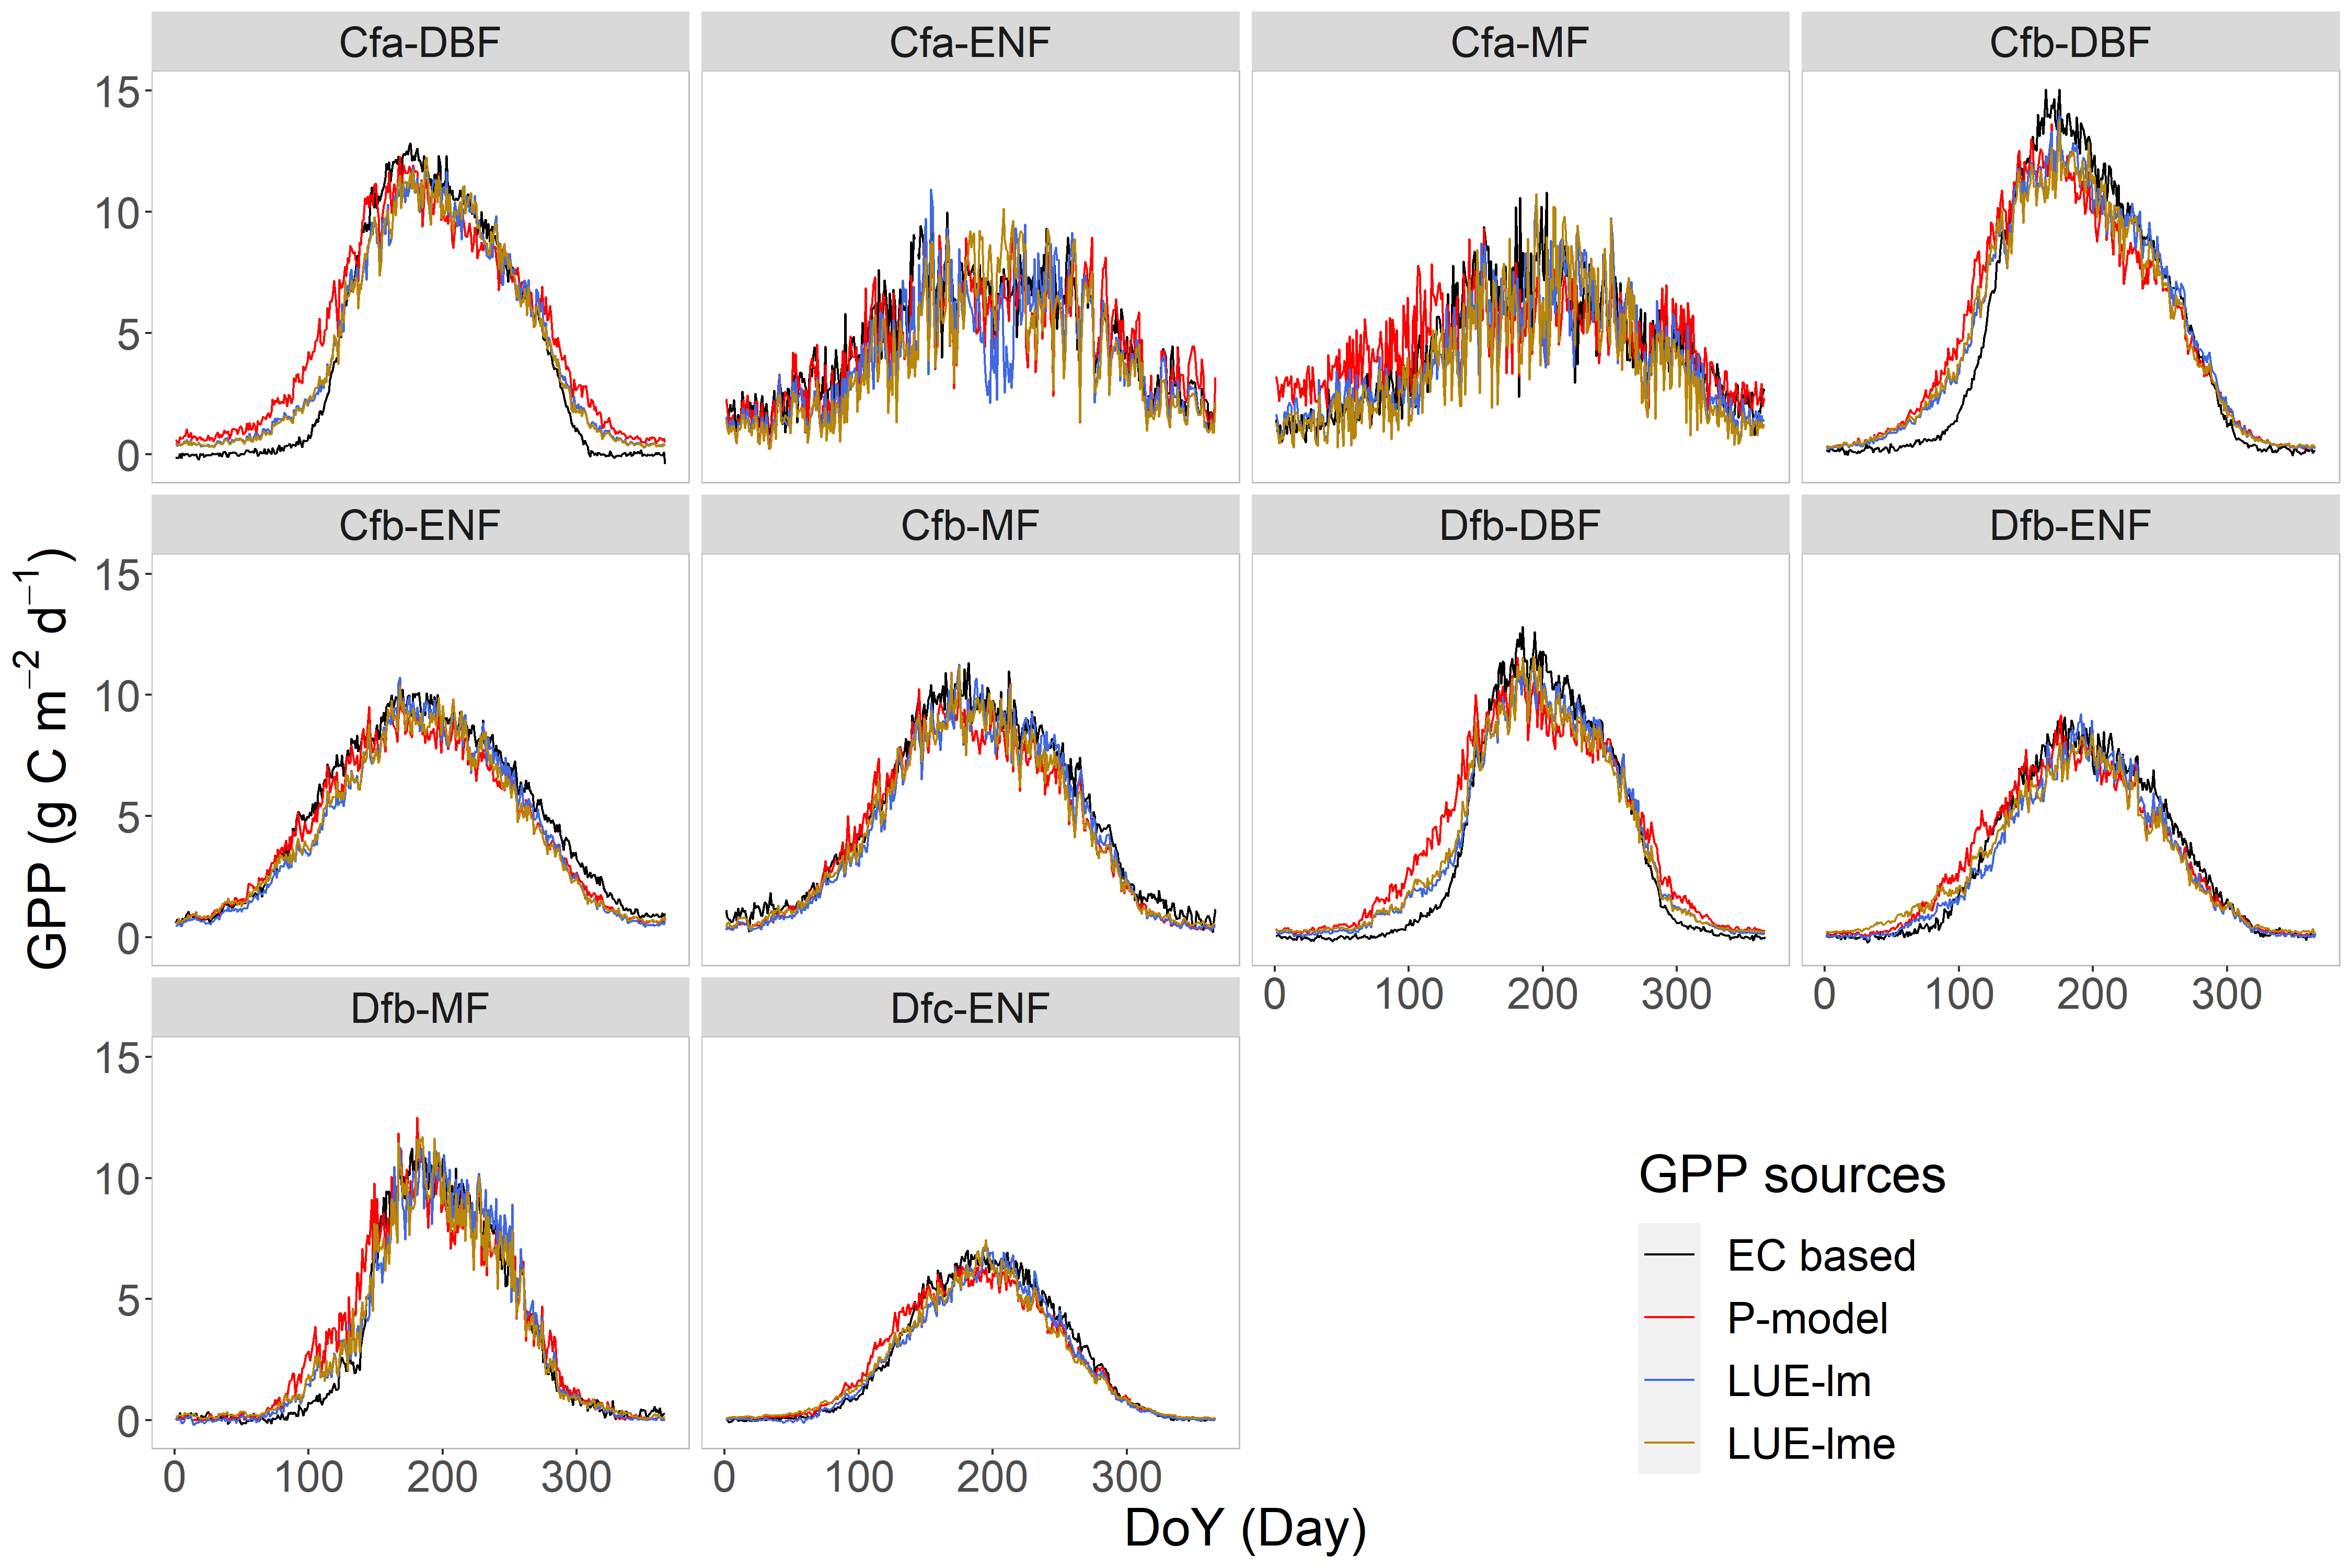 Cfa-DBF Cfa-ENF Cfa-MF Cfb-DBF
15
10
5
0
Cfb-ENF Cfb-MF Dfb-DBF Dfb-ENF
15
10
5
0
0 100 200 300 0 100 200 300
Dfb-MF Dfc-ENF
15
10
5
0
0 100 200 300 0 100 200 300
GPP (g C m⁻² d⁻¹)
DoY (Day)
GPP sources
EC based
P-model
LUE-lm
LUE-lme